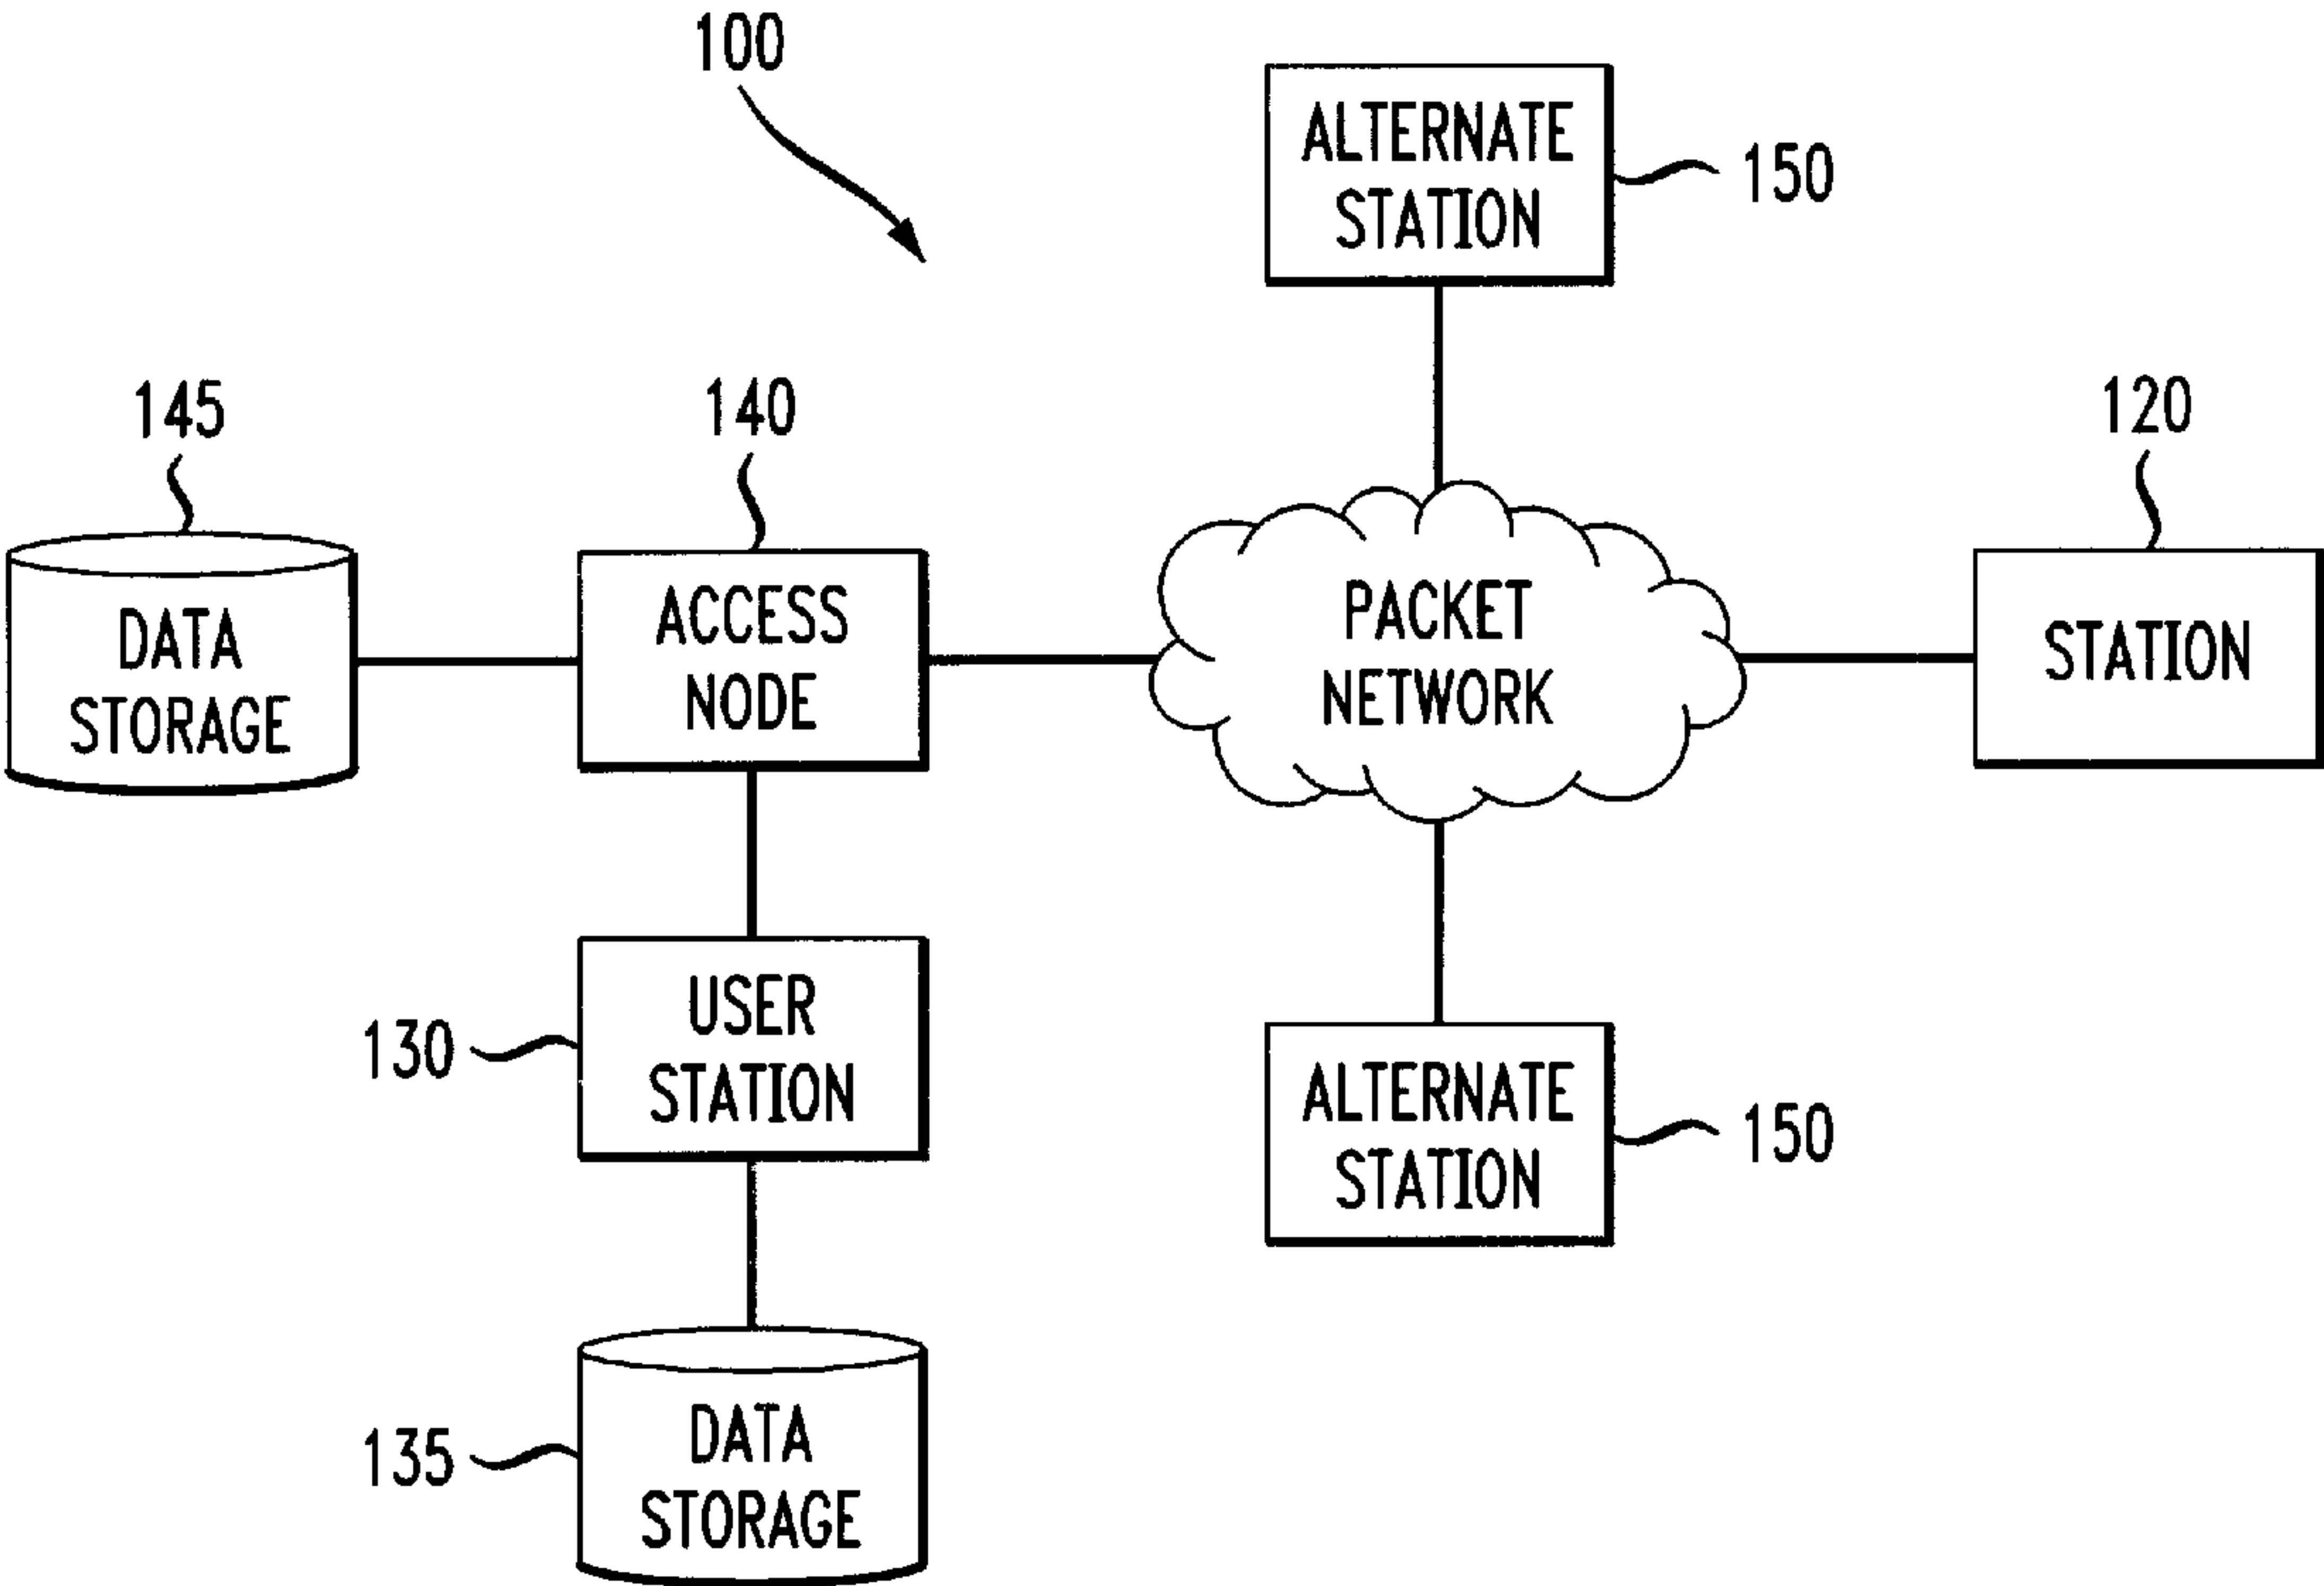 100
ALTERNATE
STATION
150
145
140
120
DATA
STORAGE
ACCESS
NODE
PACKET
NETWORK
STATION
USER
STATION
130
ALTERNATE
STATION
150
DATA
STORAGE
135